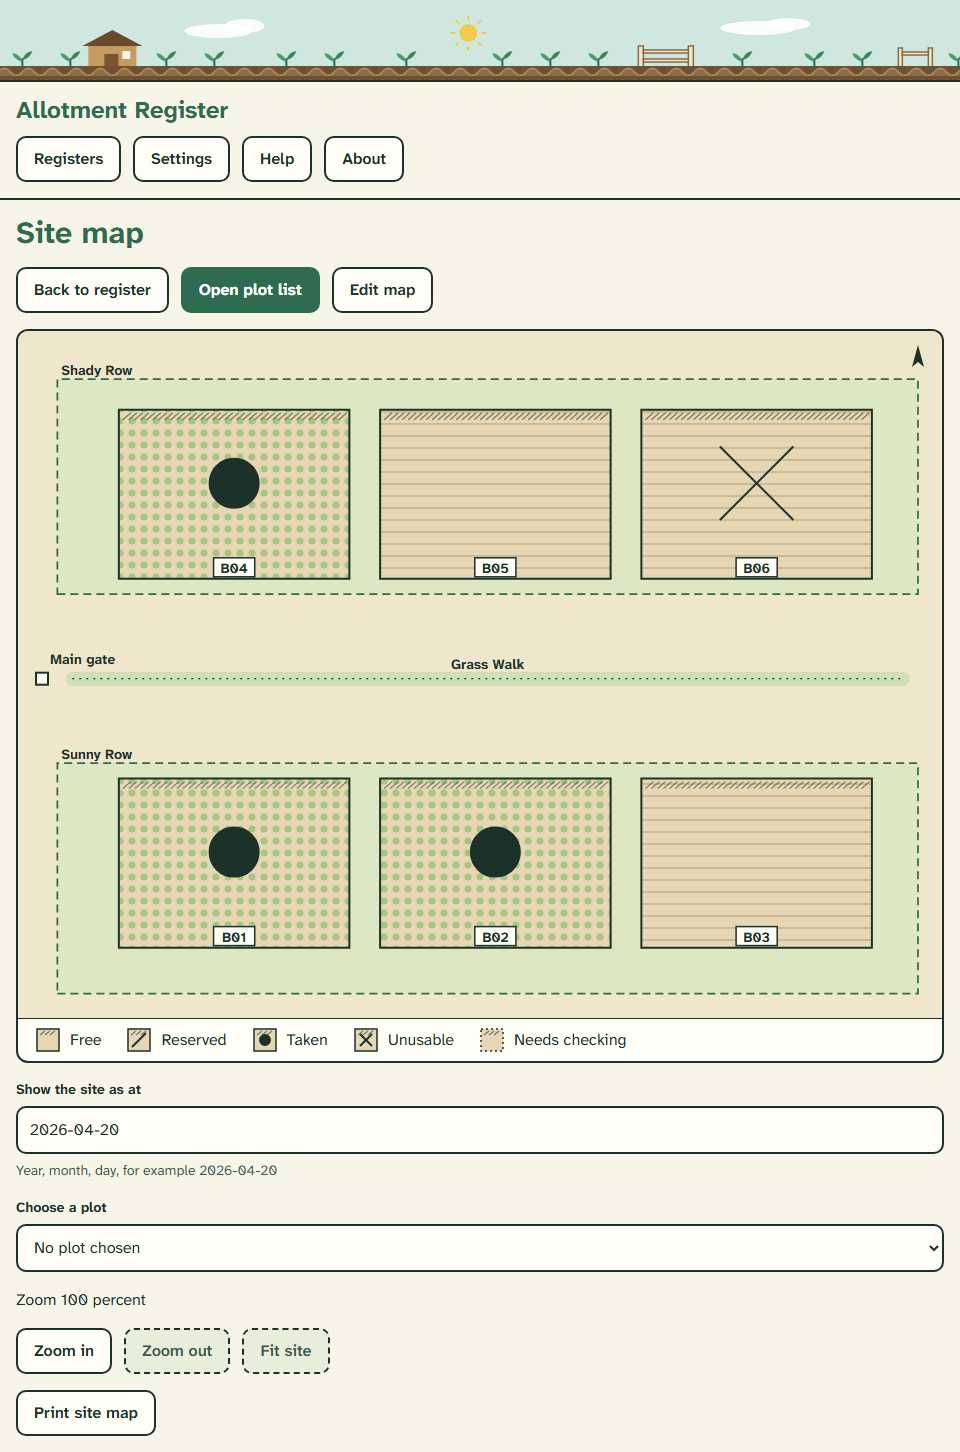 Allotment Register
Registers Settings Help About
Site map
Back to register Open plot list Edit map
Shady Row
B04 B05 B06
Main gate
Grass Walk
Sunny Row
B01 B02 B03
Free Reserved Taken Unusable Needs checking
Show the site as at
2026-04-20
Year, month, day, for example 2026-04-20
Choose a plot
No plot chosen
Zoom 100 percent
Zoom in Zoom out Fit site
Print site map